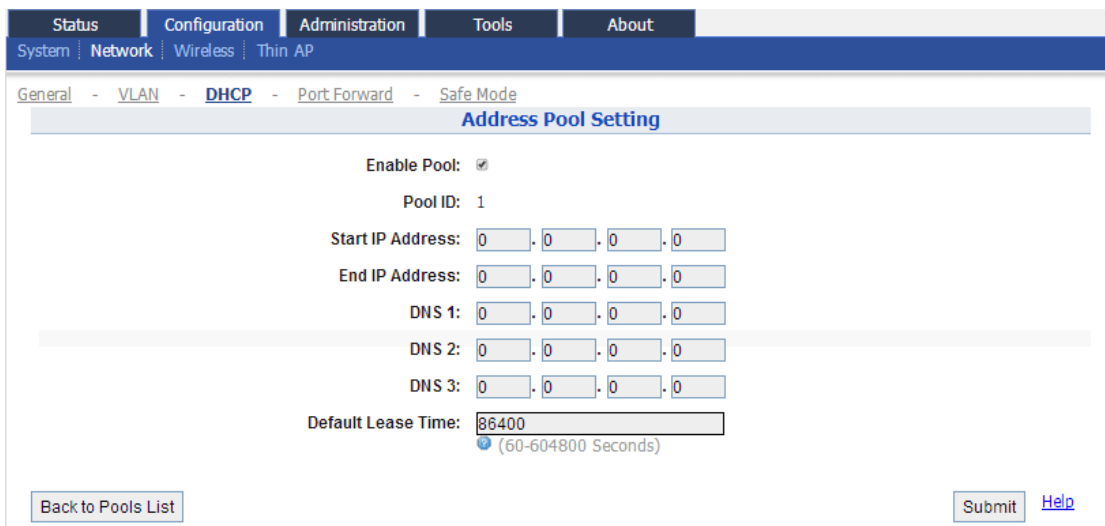 Status Configuration Administration Tools About
System Network Wireless Thin AP
General - VLAN - DHCP - Port Forward - Safe Mode
Address Pool Setting
Enable Pool:
Pool ID: 1
Start IP Address: 0 . 0 . 0 . 0
End IP Address: 0 . 0 . 0 . 0
DNS 1: 0 . 0 . 0 . 0
DNS 2: 0 . 0 . 0 . 0
DNS 3: 0 . 0 . 0 . 0
Default Lease Time: 86400
? (60-604800 Seconds)
Back to Pools List Submit Help